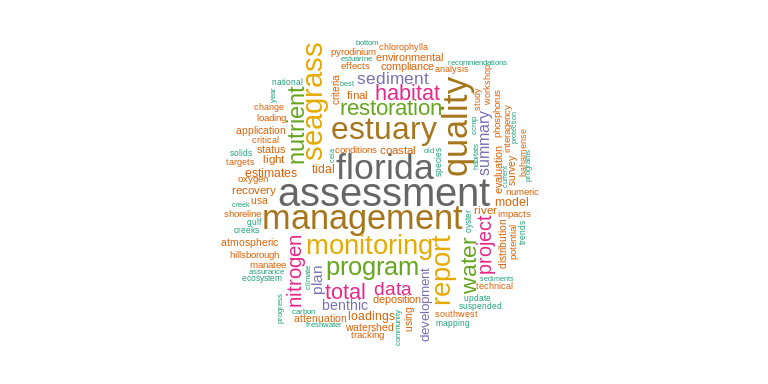 bottom
pyrodinium
chlorophylla
estuarine
environmental
recommendations
effects
compliance
analysis
national
sediment
workshop
seagrass
best
habitat
quality
study
year
criteria
final
restoration
phosphorus
change
nutrient
interagency
loading
estuary
summary
ccmp
protection
application
critical
bahamense
status
conditions
coastal
old
solids
light
ceia
florida
species
habitats
evaluation
survey
current
programs
targets
estimates
tidal
oxygen
recovery
assessment
numeric
creek
usa
model
shoreline
management
river
impacts
gulf
oyster
creeks
project
distribution
potential
trends
atmospheric
monitoring
hillsborough
nitrogen
program
report
water
manatee
assurance
climate
plan
sediments
ecosystem
total
data
development
technical
progress
benthic
deposition
update
carbon
loadings
suspended
attenuation
using
southwest
freshwater
watershed
community
mapping
tracking